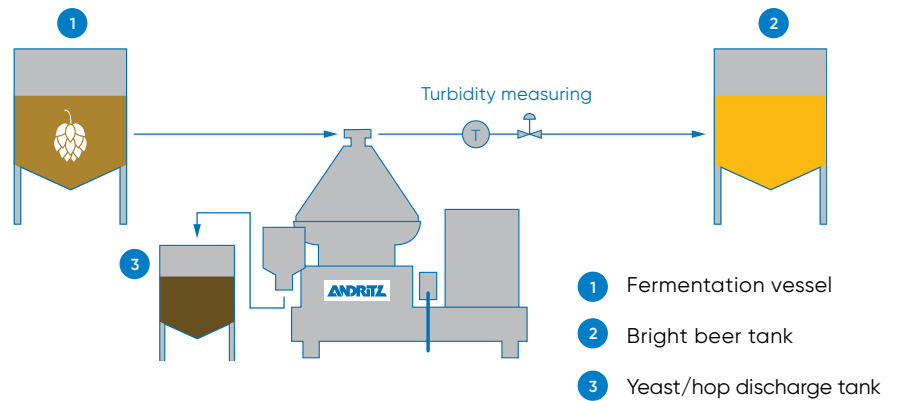 1
2
Turbidity measuring
T
3
ANDRITZ
1 Fermentation vessel
2 Bright beer tank
3 Yeast/hop discharge tank